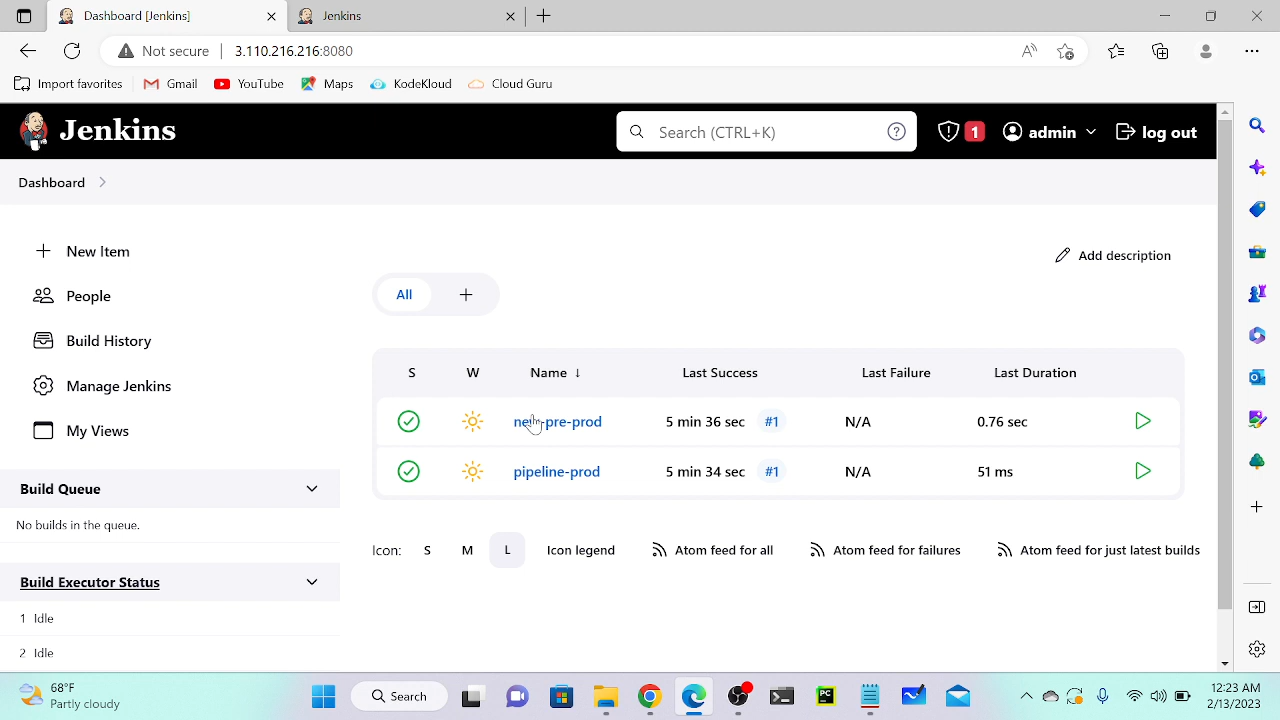 Dashboard [Jenkins]
Jenkins
Not secure
3.110.216.216:8080
Import favorites
Gmail
YouTube
Maps
KodeKloud
Cloud Guru
Jenkins
Search (CTRL+K)
1
admin
log out
Dashboard
New Item
People
Build History
Manage Jenkins
My Views
Build Queue
No builds in the queue.
Build Executor Status
1 Idle
2 Idle
Add description
All
S W Name ↓ Last Success Last Failure Last Duration
-pre-prod 5 min 36 sec #1 N/A 0.76 sec
pipeline-prod 5 min 34 sec #1 N/A 51 ms
Icon: S M L Icon legend Atom feed for all Atom feed for failures Atom feed for just latest builds
68°F
Partly cloudy
Search
PC
12:23 AM
2/13/2023